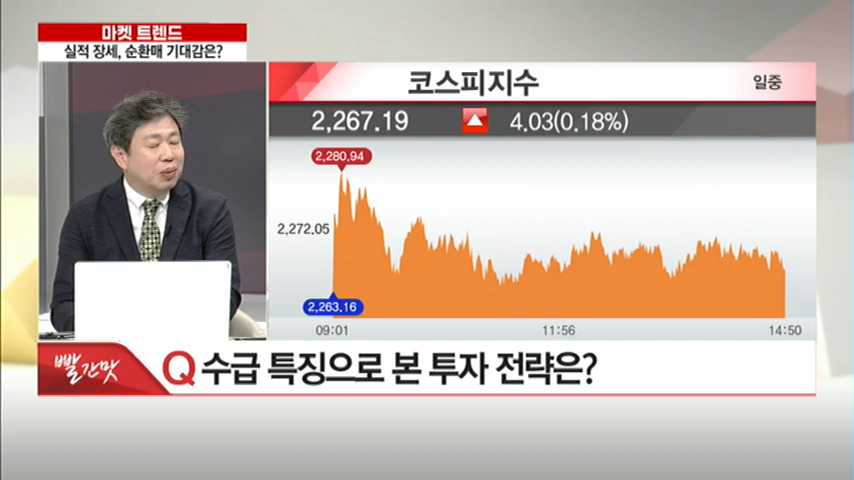 마켓 트렌드
실적 장세, 순환매 기대감은?
코스피지수
일중
2,267.19 ▲ 4.03(0.18%)
2,280.94
2,272.05
2,263.16
09:01 11:56 14:50
빨간맛
Q 수급 특징으로 본 투자 전략은?